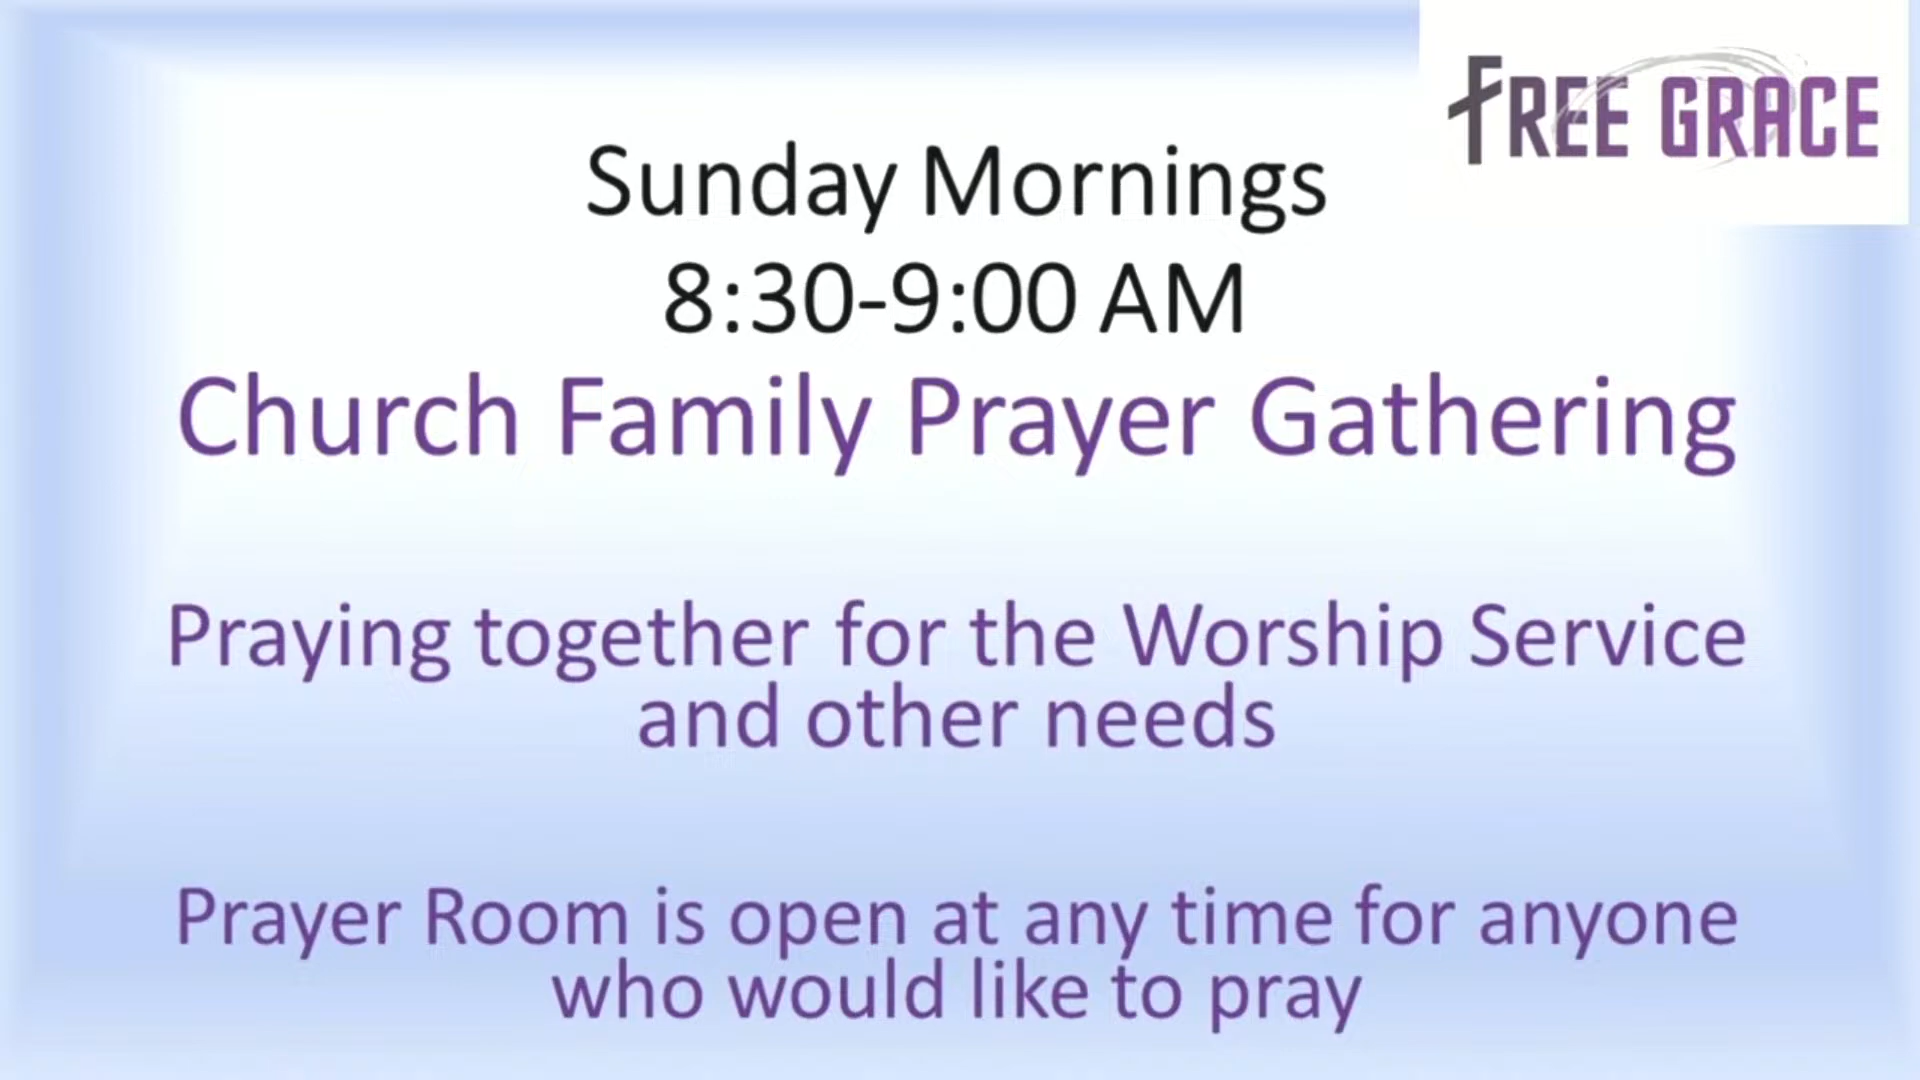 FREE GRACE
Sunday Mornings
8:30-9:00 AM
Church Family Prayer Gathering
Praying together for the Worship Service
and other needs
Prayer Room is open at any time for anyone
who would like to pray